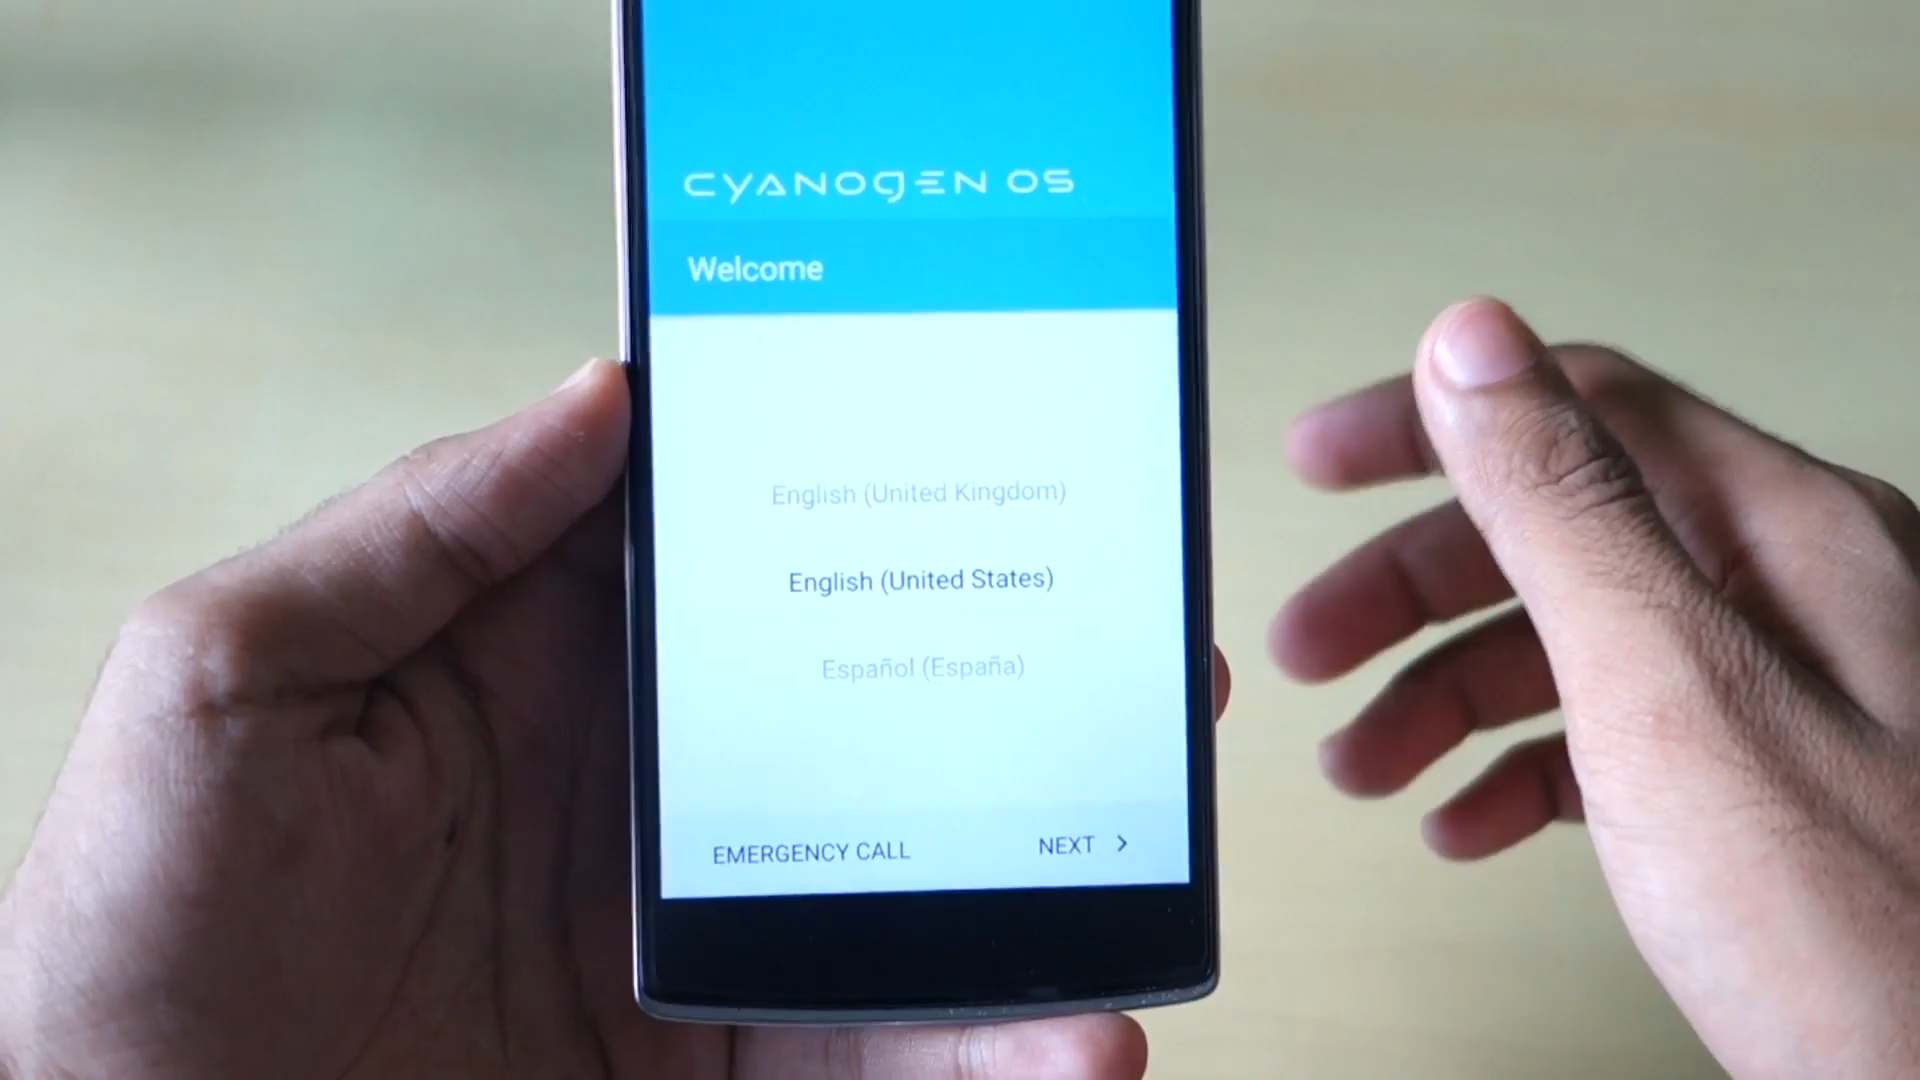 CYANOGEN OS
Welcome
English (United Kingdom)
English (United States)
Español (España)
EMERGENCY CALL
NEXT >